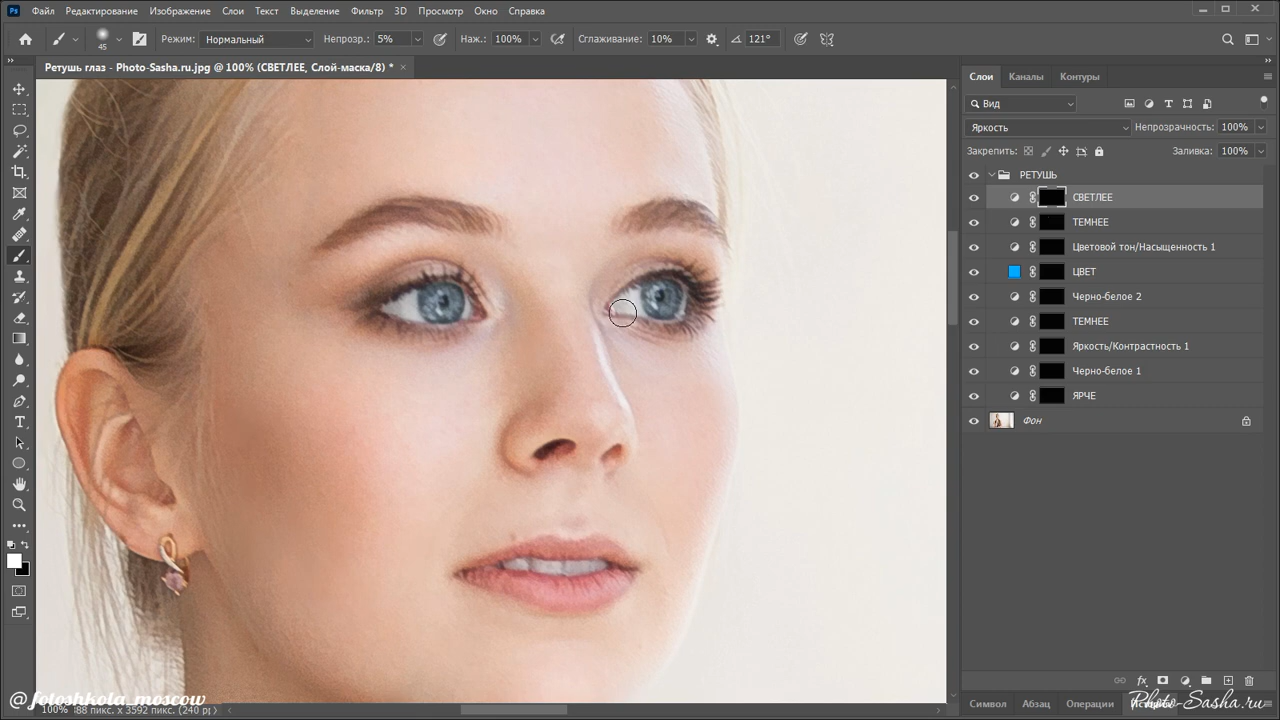 Ps Файл Редактирование Изображение Слои Текст Выделение Фильтр 3D Просмотр Окно Справка
45 Режим: Нормальный Непрозр.: 5% Наж.: 100% Сглаживание: 10% 121°
Ретушь глаз - Photo-Sasha.ru.jpg @ 100% (СВЕТЛЕЕ, Слой-маска/8) *
Слои Каналы Контуры
Вид
Яркость Непрозрачность: 100%
Закрепить: Заливка: 100%
РЕТУШЬ
СВЕТЛЕЕ
ТЕМНЕЕ
Цветовой тон/Насыщенность 1
ЦВЕТ
Черно-белое 2
ТЕМНЕЕ
Яркость/Контрастность 1
Черно-белое 1
ЯРЧЕ
Фон
@fotoshkola_moscow
Photo-Sasha.ru
100% 88 пикс. x 3592 пикс. (240 p
Символ Абзац Операции